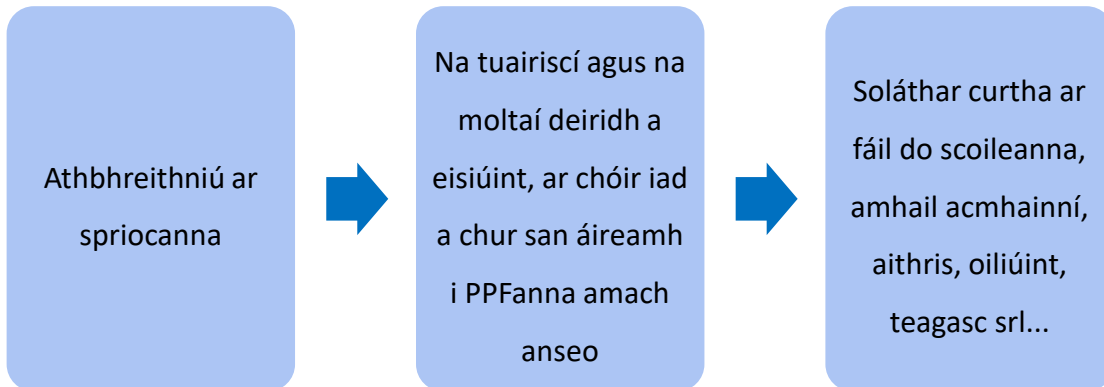 Athbhreithniú ar
spriocanna
Na tuairiscí agus na
moltaí deiridh a
eisiúint, ar chóir iad
a chur san áireamh
i PPFanna amach
anseo
Soláthar curtha ar
fáil do scoileanna,
amhail acmhainní,
aithris, oiliúint,
teagasc srl...